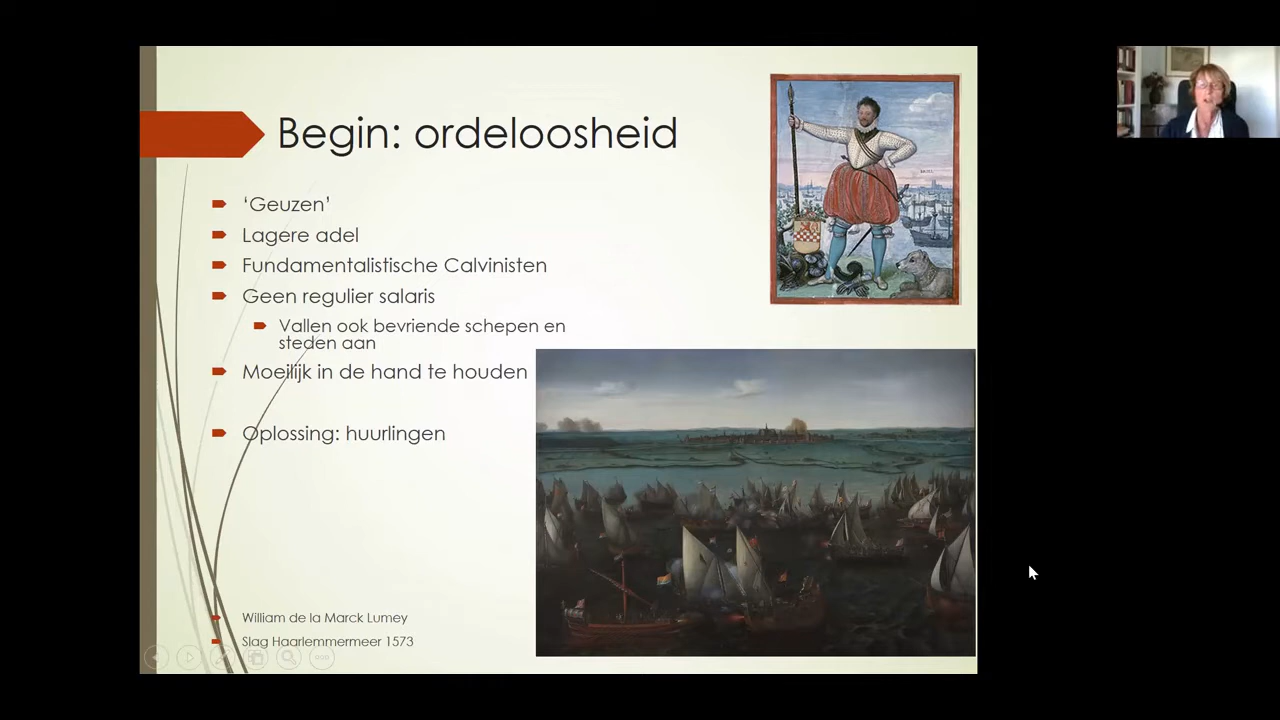 Begin: ordeloosheid
‘Geuzen’
Lagere adel
Fundamentalistische Calvinisten
Geen regulier salaris
Vallen ook bevriende schepen en
steden aan
Moeilijk in de hand te houden
Oplossing: huurlingen
William de la Marck Lumey
Slag Haarlemmermeer 1573